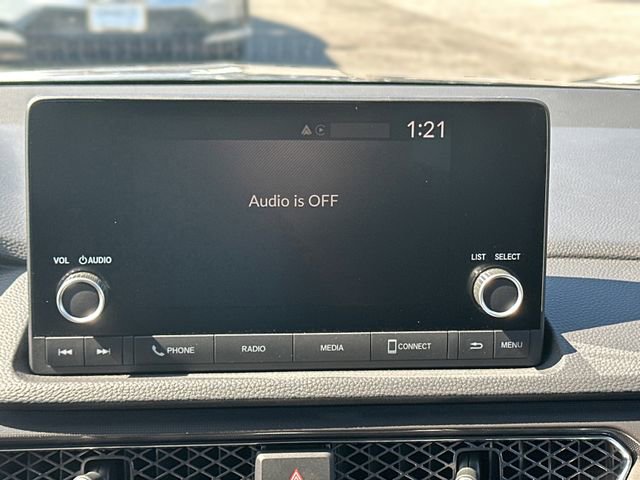 1:21
Audio is OFF
VOL AUDIO
LIST SELECT
PHONE RADIO MEDIA CONNECT MENU